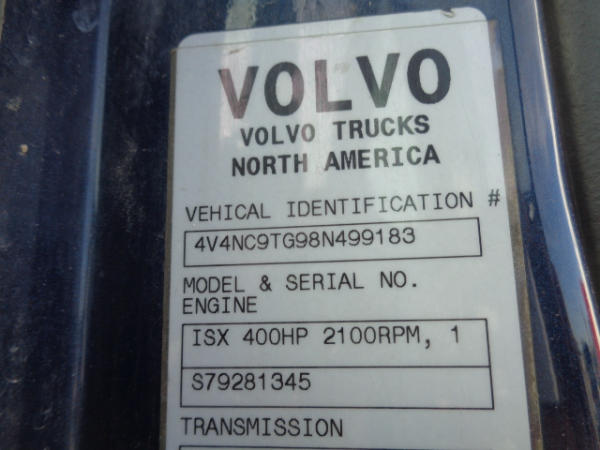 VOLVO
VOLVO TRUCKS
NORTH AMERICA
VEHICAL IDENTIFICATION #
4V4NC9TG98N499183
MODEL & SERIAL NO.
ENGINE
ISX 400HP 2100RPM, 1
S79281345
TRANSMISSION